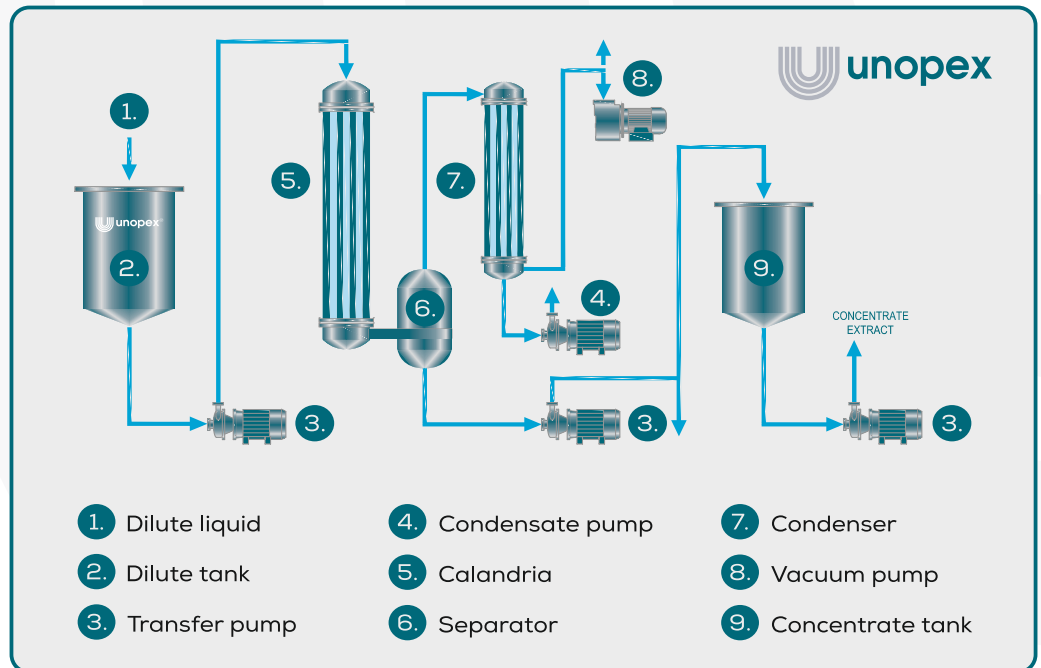 unopex
1.
8.
5.
7.
unopex
2.
9.
6.
4.
CONCENTRATE
EXTRACT
3.
3.
3.
1. Dilute liquid
2. Dilute tank
3. Transfer pump
4. Condensate pump
5. Calandria
6. Separator
7. Condenser
8. Vacuum pump
9. Concentrate tank